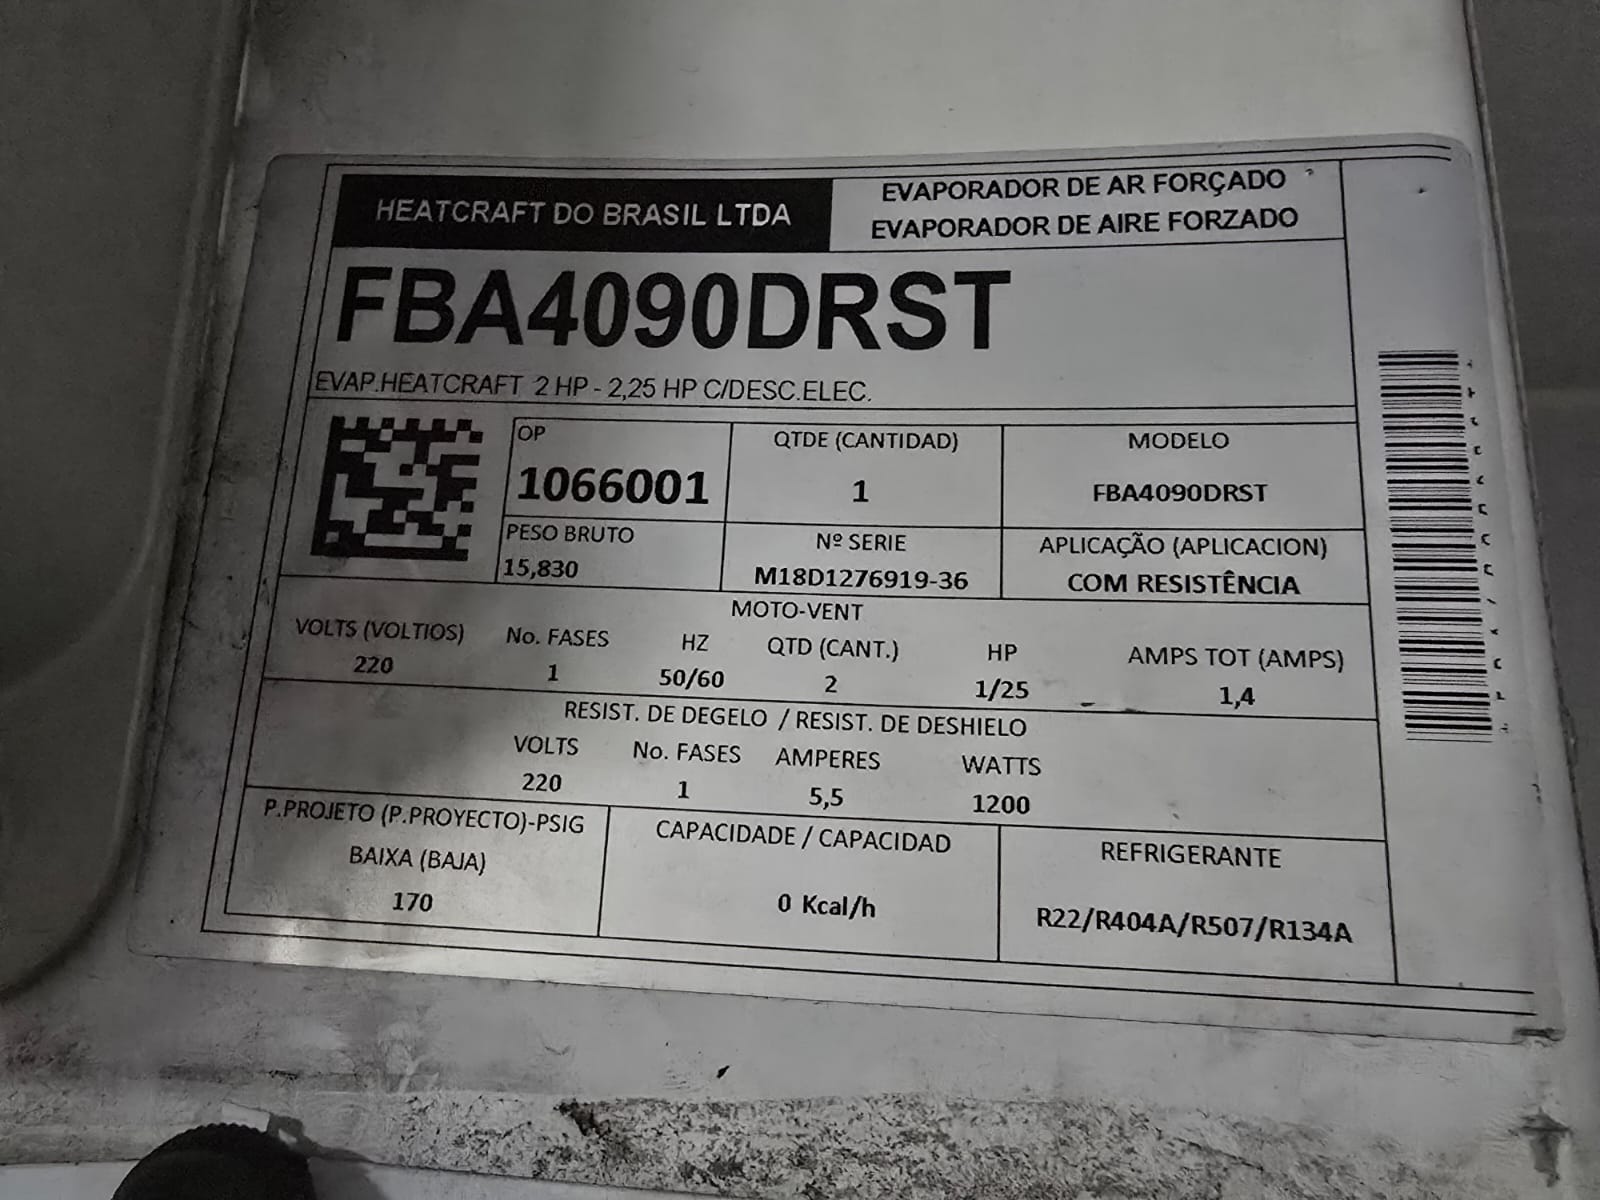 HEATCRAFT DO BRASIL LTDA
EVAPORADOR DE AR FORÇADO
EVAPORADOR DE AIRE FORZADO
FBA4090DRST
EVAP.HEATCRAFT 2 HP - 2,25 HP C/DESC.ELEC.
OP
1066001
QTDE (CANTIDAD)
1
MODELO
FBA4090DRST
PESO BRUTO
15,830
Nº SERIE
M18D1276919-36
APLICAÇÃO (APLICACION)
COM RESISTÊNCIA
MOTO-VENT
VOLTS (VOLTIOS) No. FASES HZ QTD (CANT.) HP AMPS TOT (AMPS)
220 1 50/60 2 1/25 1,4
RESIST. DE DEGELO / RESIST. DE DESHIELO
VOLTS No. FASES AMPERES WATTS
220 1 5,5 1200
P.PROJETO (P.PROYECTO)-PSIG
BAIXA (BAJA)
170
CAPACIDADE / CAPACIDAD
0 Kcal/h
REFRIGERANTE
R22/R404A/R507/R134A